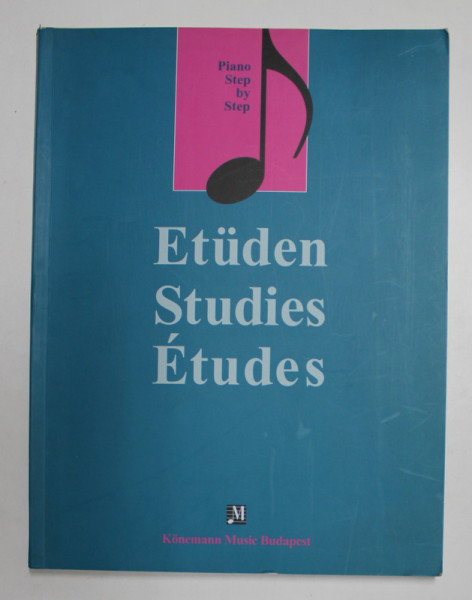 Piano
Step
by
Step
Etüden
Studies
Études
M
Könemann Music Budapest